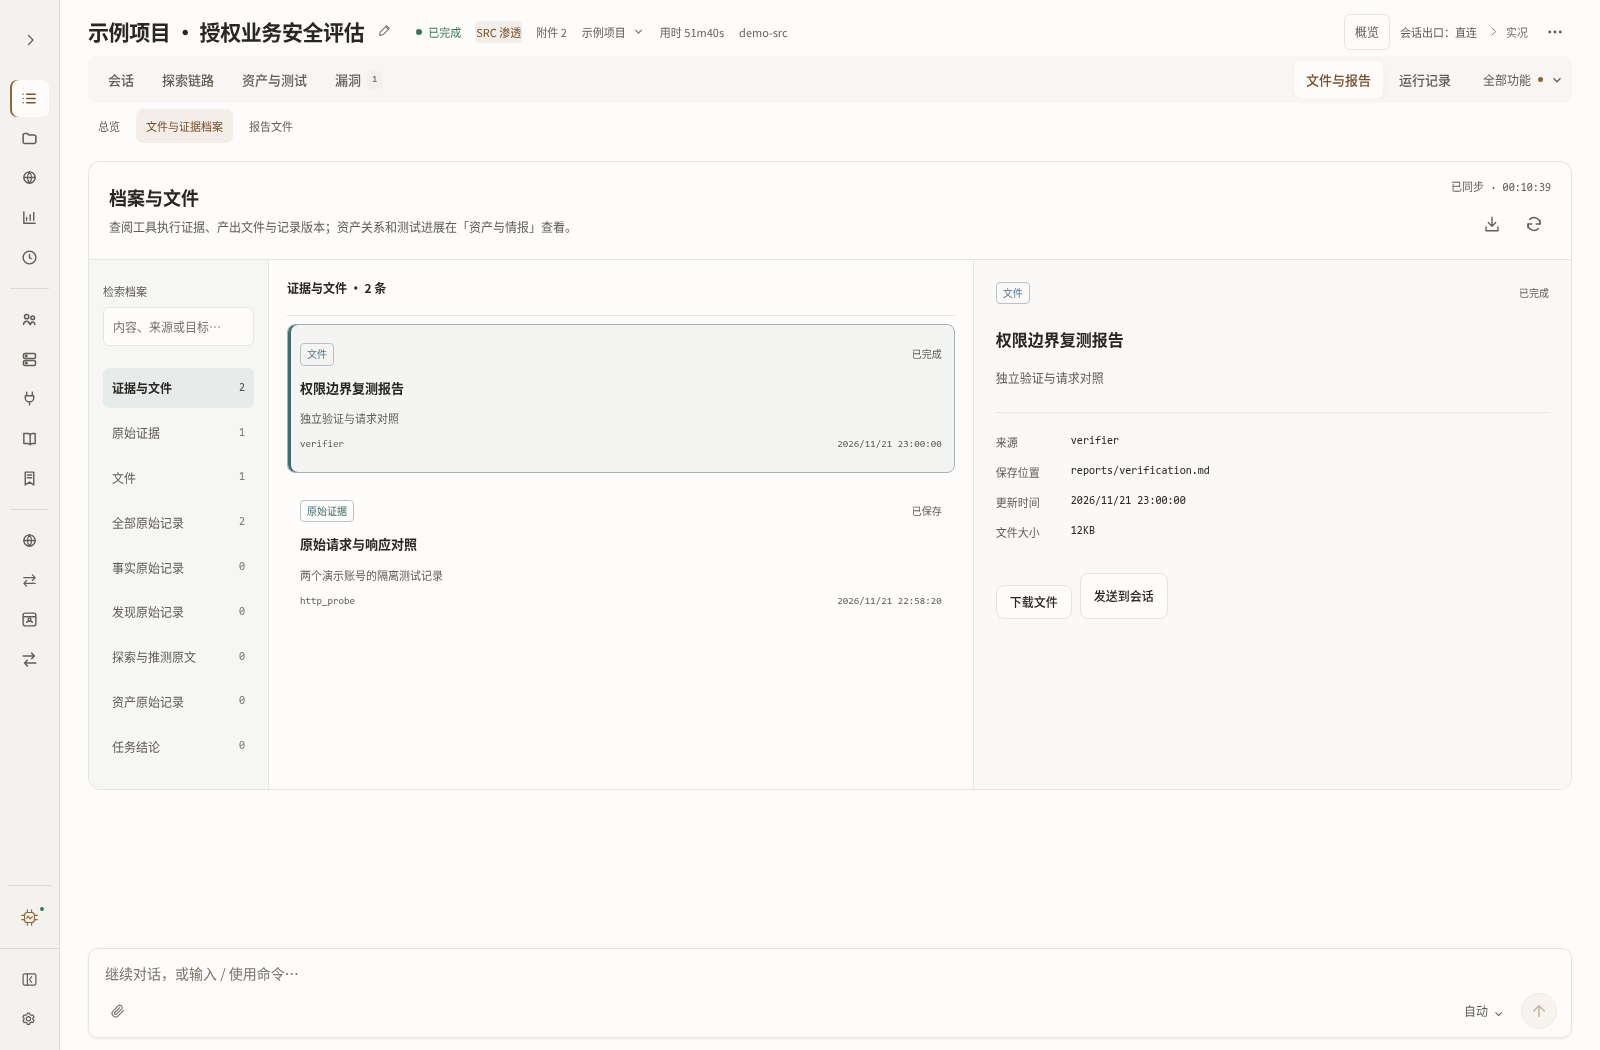 示例项目 • 授权业务安全评估
已完成 SRC 渗透 附件 2 示例项目 用时 51m40s demo-src
概览 会话出口：直连 实况
会话 探索链路 资产与测试 漏洞 1
文件与报告 运行记录 全部功能
总览 文件与证据档案 报告文件
档案与文件
查阅工具执行证据、产出文件与记录版本；资产关系和测试进展在「资产与情报」查看。
已同步 · 00:10:39
检索档案
内容、来源或目标…
证据与文件 2
原始证据 1
文件 1
全部原始记录 2
事实原始记录 0
发现原始记录 0
探索与推测原文 0
资产原始记录 0
任务结论 0
证据与文件 • 2 条
文件 已完成
权限边界复测报告
独立验证与请求对照
verifier 2026/11/21 23:00:00
原始证据 已保存
原始请求与响应对照
两个演示账号的隔离测试记录
http_probe 2026/11/21 22:58:20
文件 已完成
权限边界复测报告
独立验证与请求对照
来源 verifier
保存位置 reports/verification.md
更新时间 2026/11/21 23:00:00
文件大小 12KB
下载文件 发送到会话
继续对话，或输入 / 使用命令…
自动